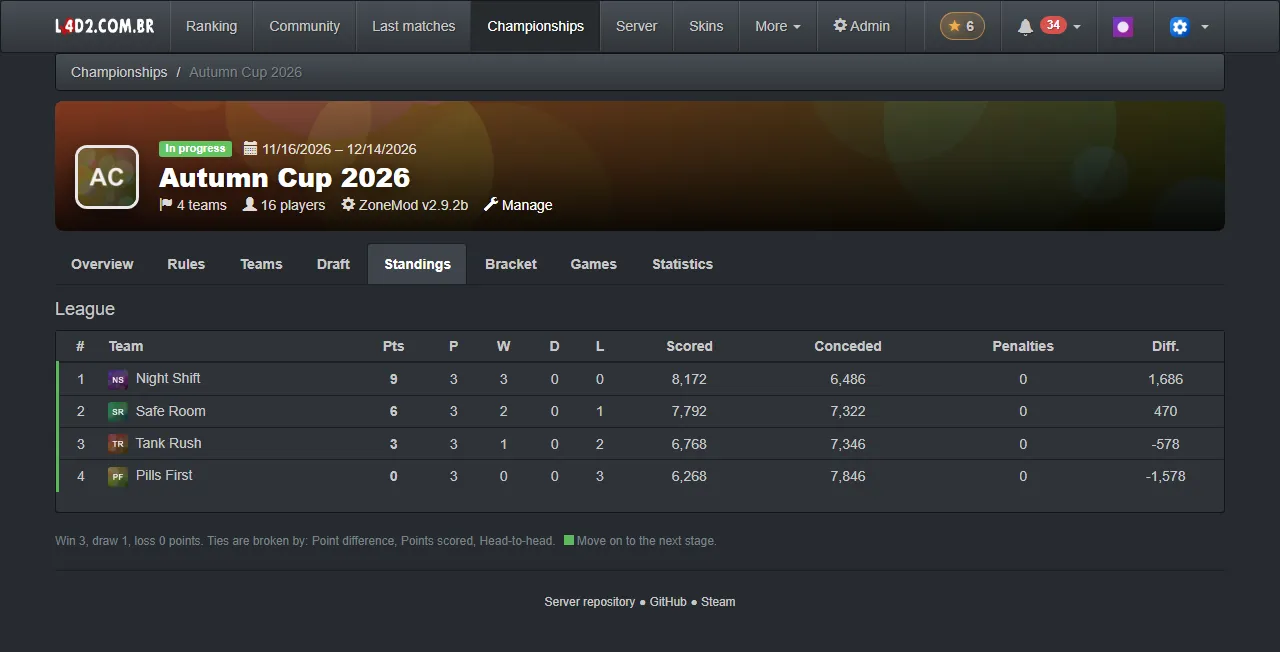 L4D2.COM.BR Ranking Community Last matches Championships Server Skins More Admin ★ 6 34
Championships / Autumn Cup 2026
In progress 11/16/2026 – 12/14/2026
AC
Autumn Cup 2026
4 teams 16 players ZoneMod v2.9.2b Manage
Overview Rules Teams Draft Standings Bracket Games Statistics
League
# Team Pts P W D L Scored Conceded Penalties Diff.
1 NS Night Shift 9 3 3 0 0 8,172 6,486 0 1,686
2 SR Safe Room 6 3 2 0 1 7,792 7,322 0 470
3 TR Tank Rush 3 3 1 0 2 6,768 7,346 0 -578
4 PF Pills First 0 3 0 0 3 6,268 7,846 0 -1,578
Win 3, draw 1, loss 0 points. Ties are broken by: Point difference, Points scored, Head-to-head. Move on to the next stage.
Server repository ● GitHub ● Steam